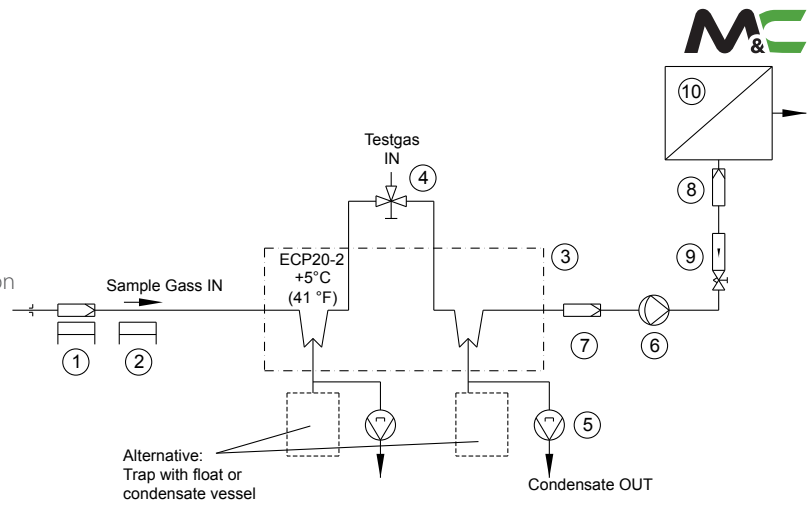 M&C
10
Testgas
IN
4
8
ECP20-2
+5°C
(41 °F)
3
9
on
Sample Gass IN
1
2
7
6
5
Alternative:
Trap with float or
condensate vessel
Condensate OUT